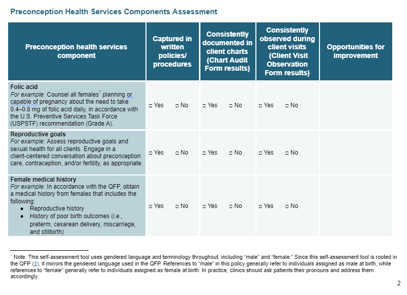 Preconception Health Services Components Assessment
Preconception health services
component
Captured in
written
policies/
procedures
Consistently
documented in
client charts
(Chart Audit
Form results)
Consistently
observed during
client visits
(Client Visit
Observation
Form results)
Opportunities for
improvement
Folic acid
For example: Counsel all females¹ planning or
capable of pregnancy about the need to take
0.4–0.8 mg of folic acid daily, in accordance with
the U.S. Preventive Services Task Force
(USPSTF) recommendation (Grade A).
□ Yes □ No □ Yes □ No □ Yes □ No
Reproductive goals
For example: Assess reproductive goals and
sexual health for all clients. Engage in a
client-centered conversation about preconception
care, contraception, and/or fertility, as appropriate.
□ Yes □ No □ Yes □ No □ Yes □ No
Female medical history
For example: In accordance with the QFP, obtain
a medical history from females that includes the
following:
● Reproductive history
● History of poor birth outcomes (i.e.,
preterm, cesarean delivery, miscarriage,
and stillbirth)
□ Yes □ No □ Yes □ No □ Yes □ No
¹ Note: This self-assessment tool uses gendered language and terminology throughout, including "male" and "female." Since this self-assessment tool is rooted in
the QFP (1), it mirrors the gendered language used in the QFP. References to "male" in this policy generally refer to individuals assigned as male at birth, while
references to "female" generally refer to individuals assigned as female at birth. In practice, clinics should ask patients their pronouns and address them
accordingly.
2